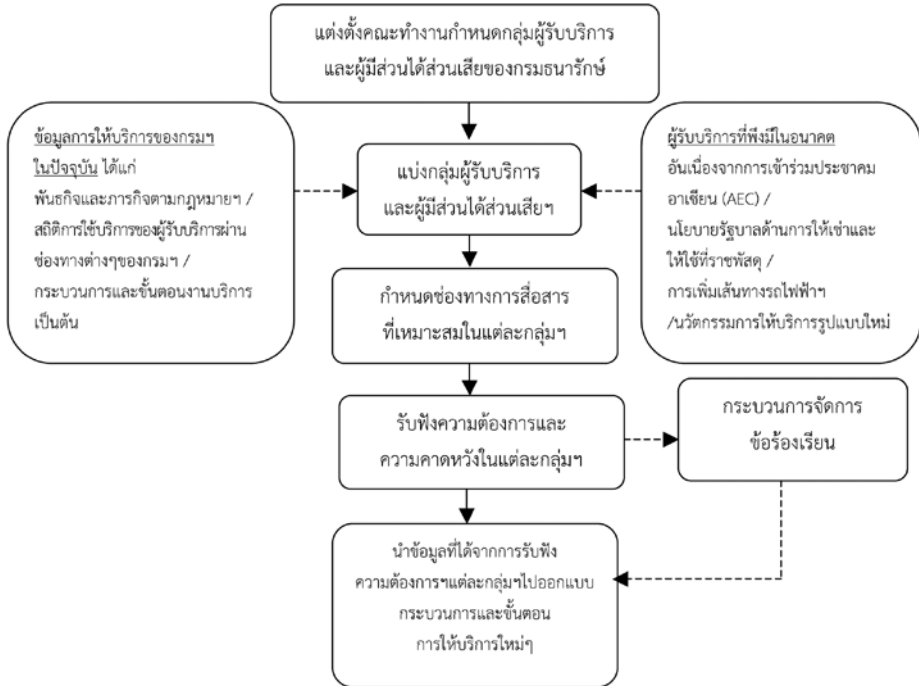 แต่งตั้งคณะทำงานกำหนดกลุ่มผู้รับบริการ
และผู้มีส่วนได้ส่วนเสียของกรมธนารักษ์
ข้อมูลการให้บริการของกรมฯ
ในปัจจุบัน ได้แก่
พันธกิจและภารกิจตามกฎหมายฯ /
สถิติการใช้บริการของผู้รับบริการผ่าน
ช่องทางต่างๆของกรมฯ /
กระบวนการและขั้นตอนงานบริการ
เป็นต้น
แบ่งกลุ่มผู้รับบริการ
และผู้มีส่วนได้ส่วนเสียฯ
ผู้รับบริการที่พึงมีในอนาคต
อันเนื่องจากการเข้าร่วมประชาคม
อาเซียน (AEC) /
นโยบายรัฐบาลด้านการให้เช่าและ
ให้ใช้ที่ราชพัสดุ /
การเพิ่มเส้นทางรถไฟฟ้าฯ
/นวัตกรรมการให้บริการรูปแบบใหม่
กำหนดช่องทางการสื่อสาร
ที่เหมาะสมในแต่ละกลุ่มฯ
รับฟังความต้องการและ
ความคาดหวังในแต่ละกลุ่มฯ
กระบวนการจัดการ
ข้อร้องเรียน
นำข้อมูลที่ได้จากการรับฟัง
ความต้องการฯแต่ละกลุ่มฯไปออกแบบ
กระบวนการและขั้นตอน
การให้บริการใหม่ๆ